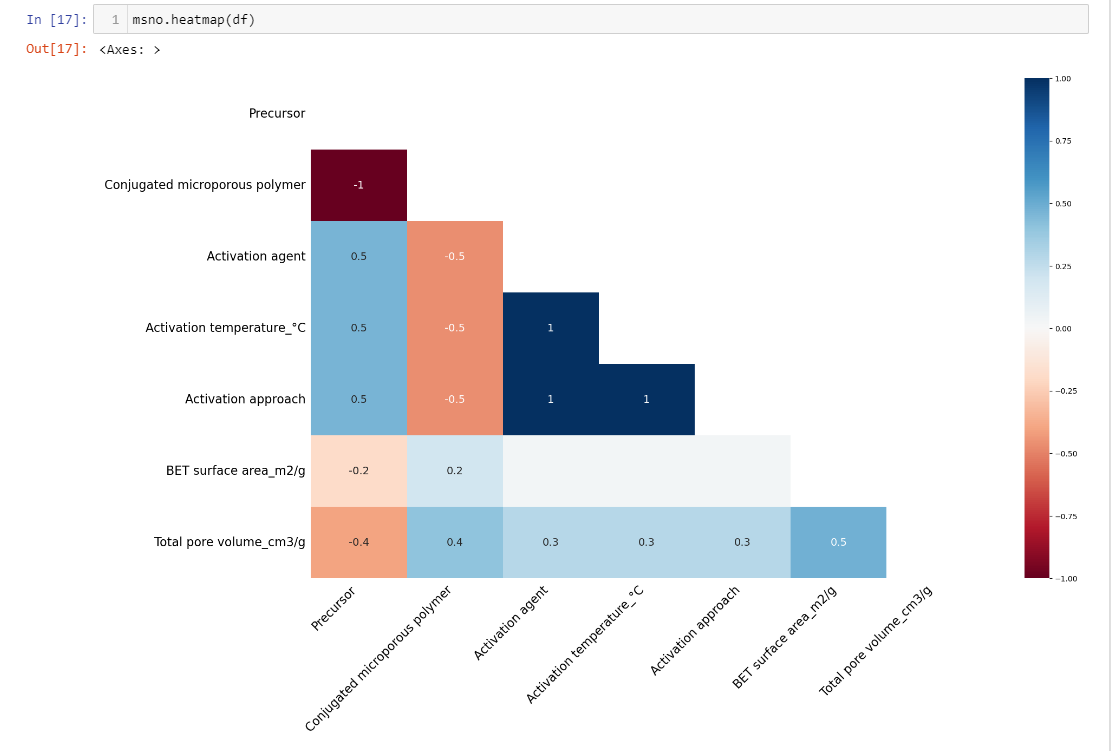 In [17]: 1 msno.heatmap(df)
Out[17]: <Axes: >
Precursor
Conjugated microporous polymer
Activation agent
Activation temperature_°C
Activation approach
BET surface area_m2/g
Total pore volume_cm3/g
-1
0.5 -0.5
0.5 -0.5 1
0.5 -0.5 1 1
-0.2 0.2
-0.4 0.4 0.3 0.3 0.3 0.5
Precursor
Conjugated microporous polymer
Activation agent
Activation temperature_°C
Activation approach
BET surface area_m2/g
Total pore volume_cm3/g
1.00
0.75
0.50
0.25
0.00
−0.25
−0.50
−0.75
−1.00